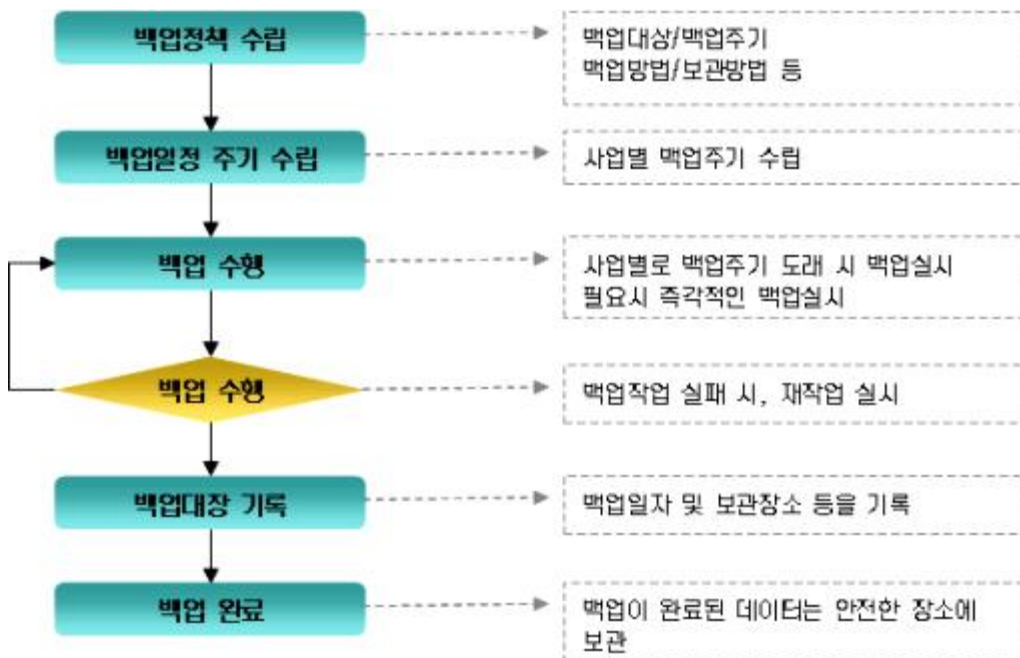 백업정책 수립
백업대상/백업주기
백업방법/보관방법 등
백업일정 주기 수립
사업별 백업주기 수립
백업 수행
사업별로 백업주기 도래 시 백업실시
필요시 즉각적인 백업실시
백업 수행
백업작업 실패 시, 재작업 실시
백업대장 기록
백업일자 및 보관장소 등을 기록
백업 완료
백업이 완료된 데이터는 안전한 장소에
보관